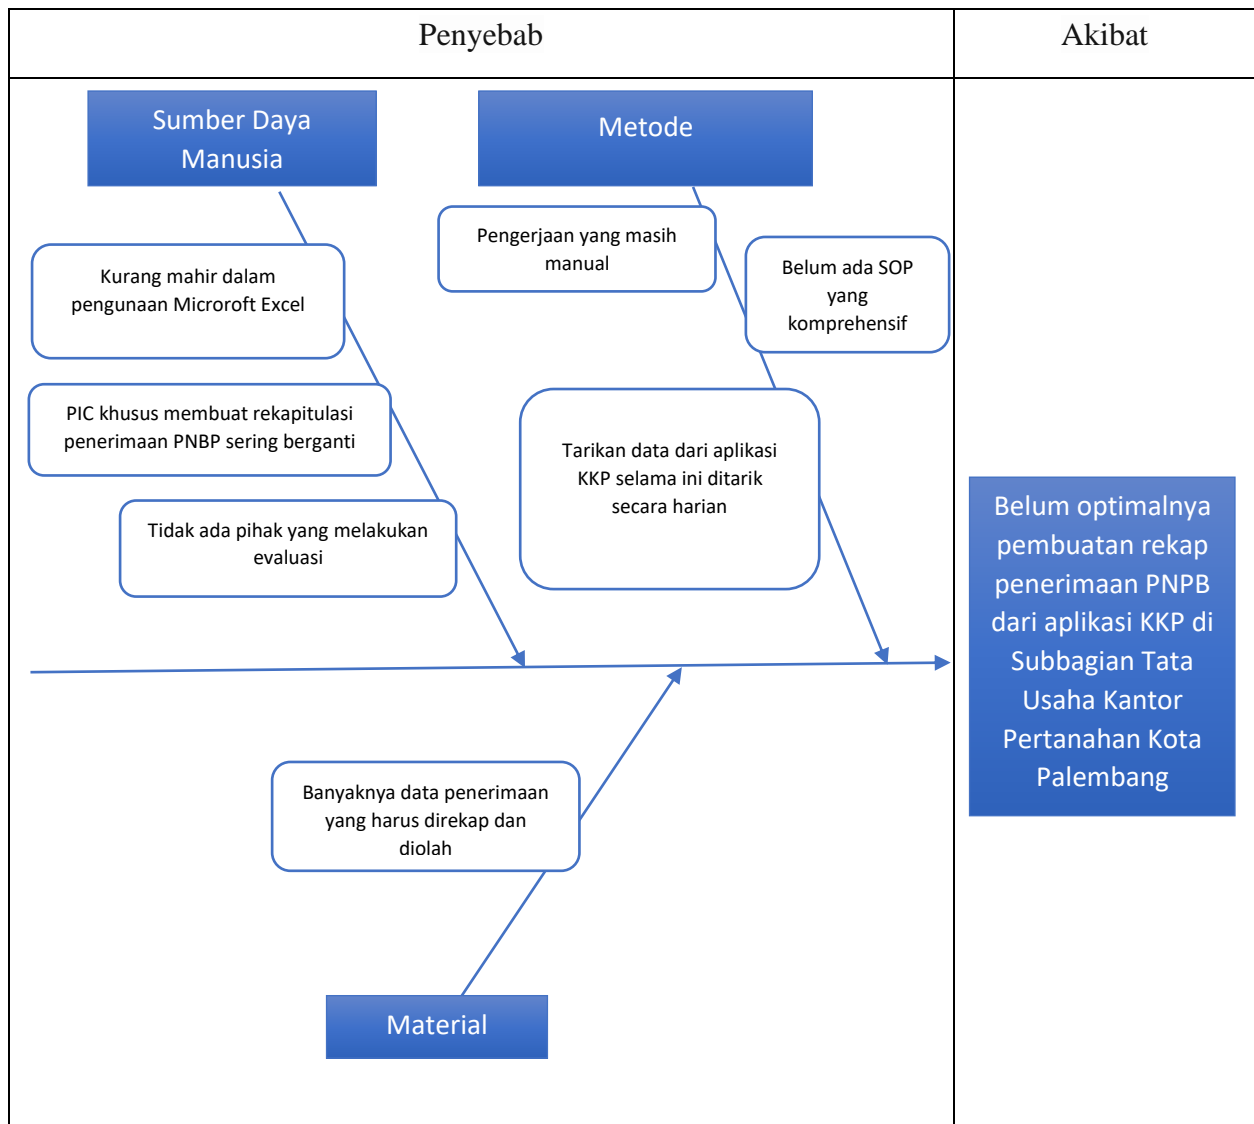 Penyebab
Akibat
Sumber Daya
Manusia
Metode
Pengerjaan yang masih
manual
Belum ada SOP
yang
komprehensif
Kurang mahir dalam
pengunaan Microroft Excel
PIC khusus membuat rekapitulasi
penerimaan PNBP sering berganti
Tarikan data dari aplikasi
KKP selama ini ditarik
secara harian
Tidak ada pihak yang melakukan
evaluasi
Belum optimalnya
pembuatan rekap
penerimaan PNPB
dari aplikasi KKP di
Subbagian Tata
Usaha Kantor
Pertanahan Kota
Palembang
Banyaknya data penerimaan
yang harus direkap dan
diolah
Material